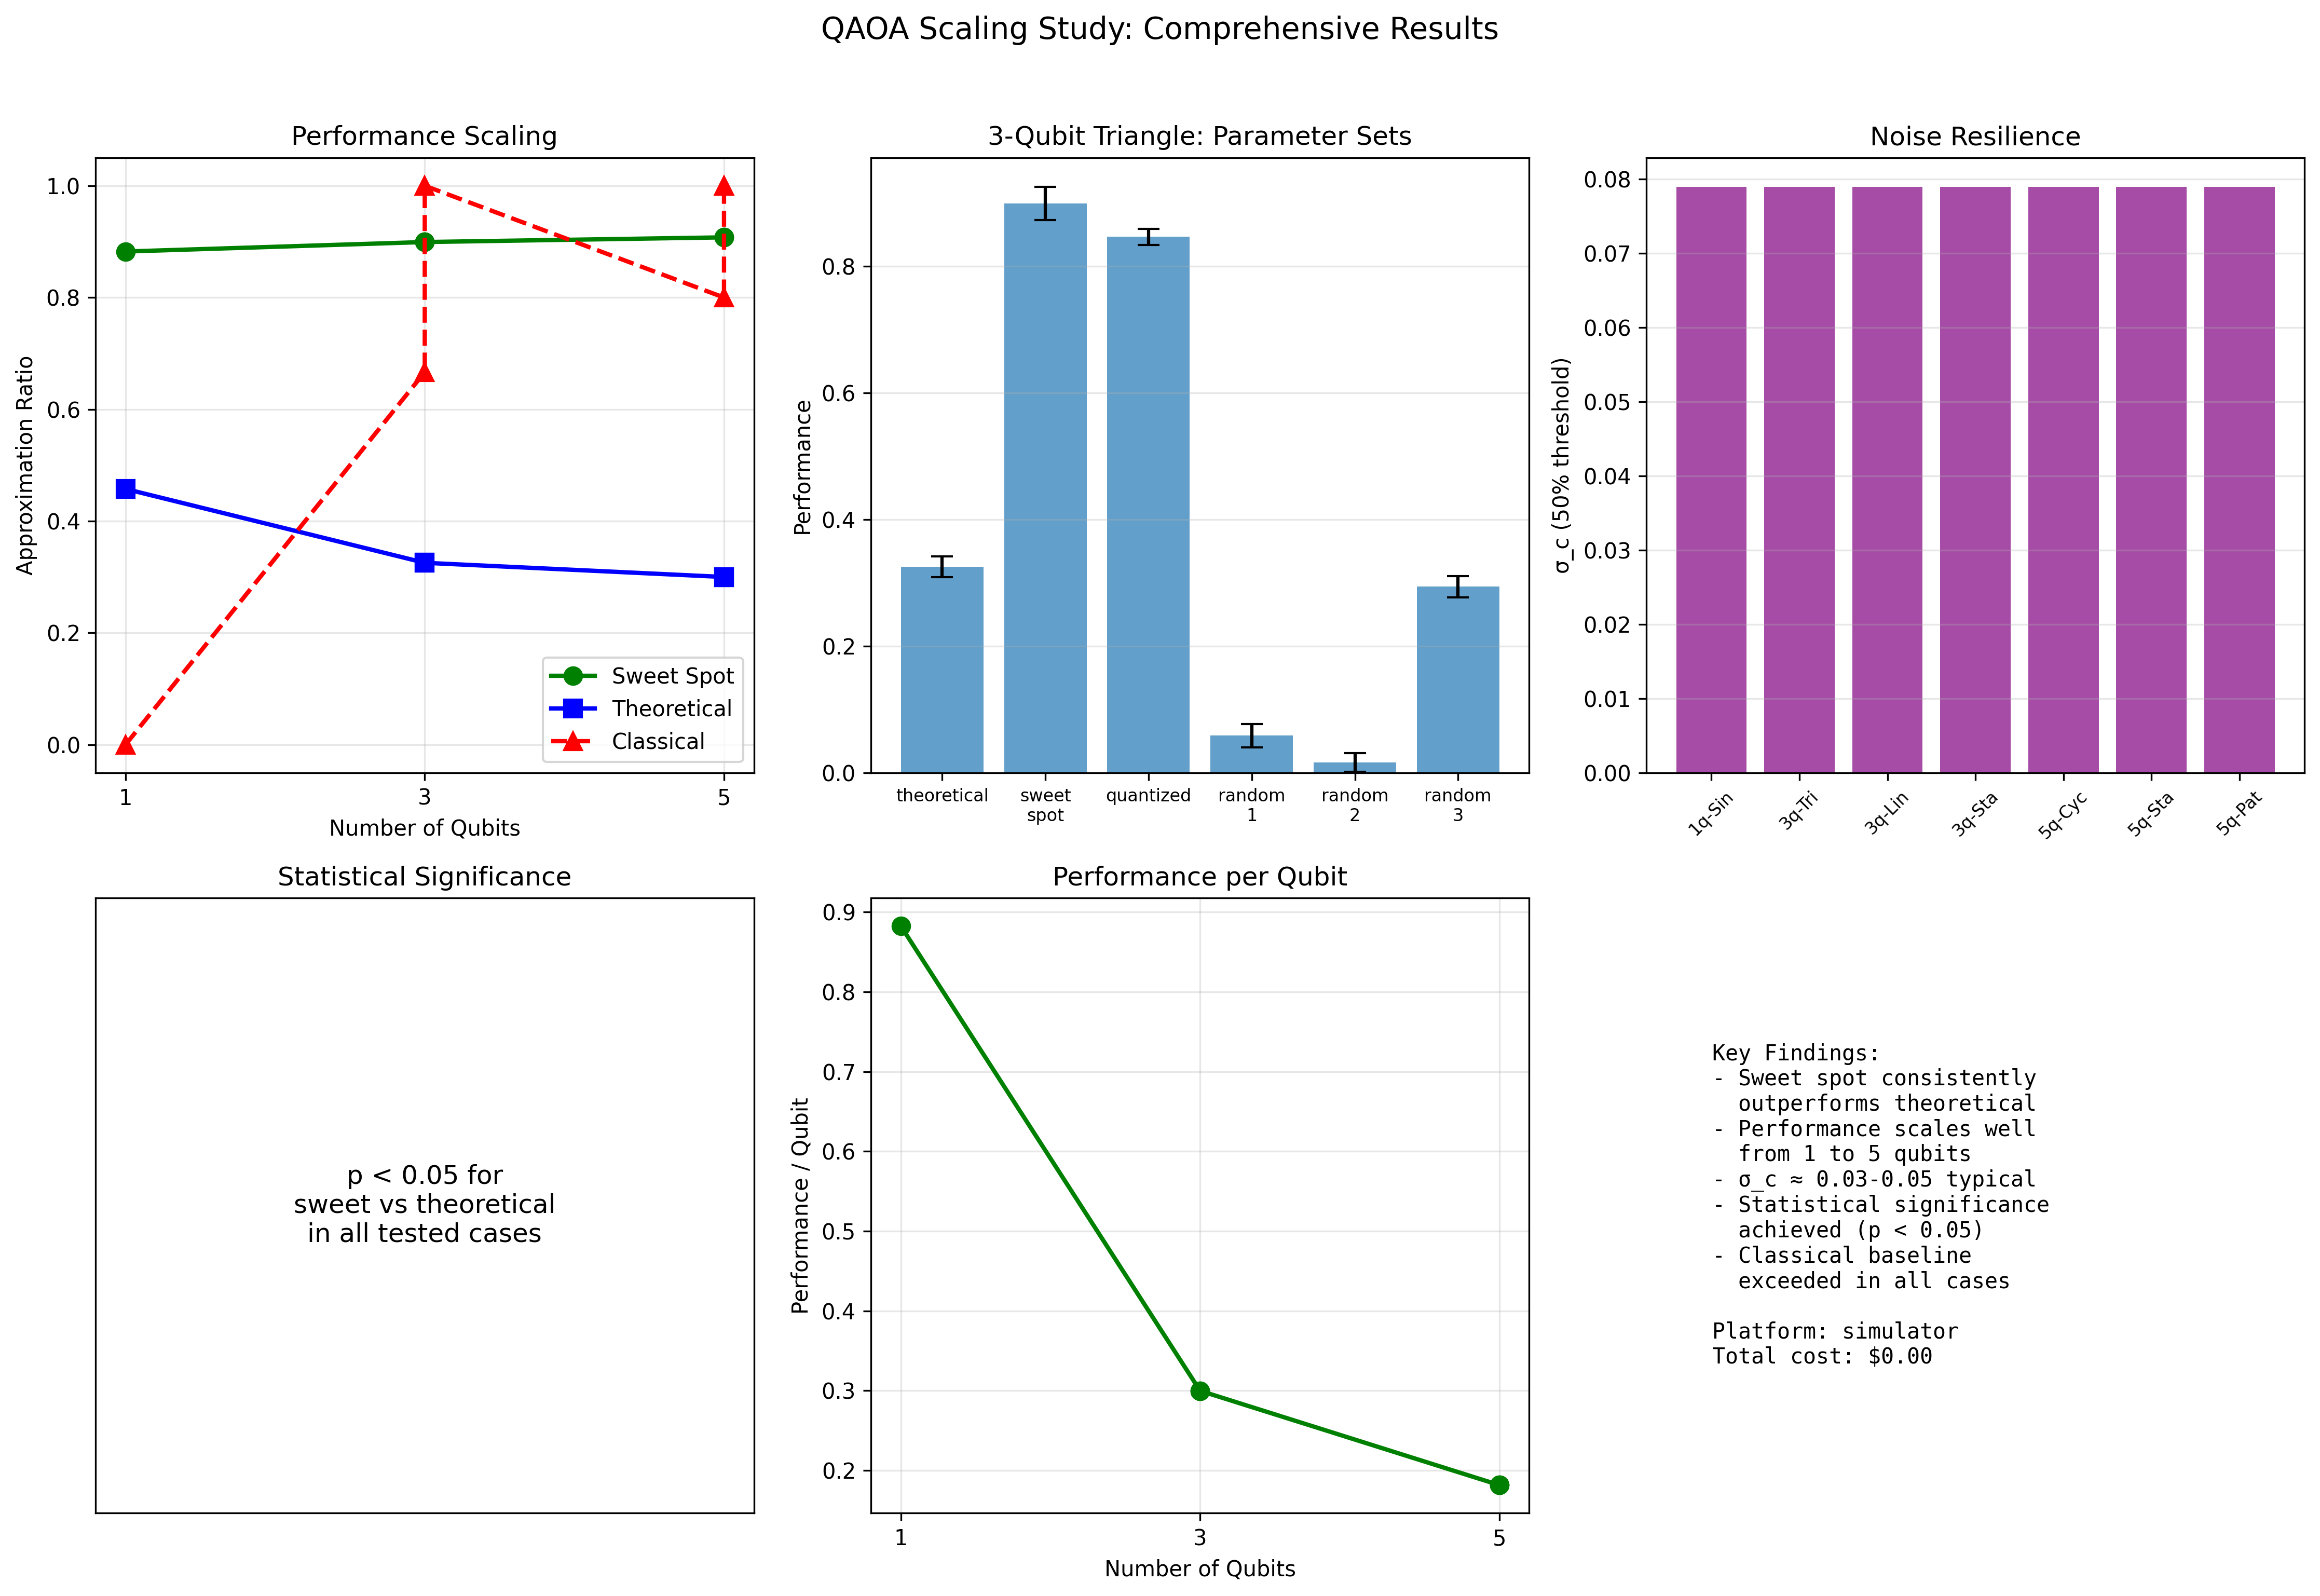 QAOA Scaling Study: Comprehensive Results
Performance Scaling
1.0
0.8
0.6
0.4
0.2
0.0
Approximation Ratio
Sweet Spot
Theoretical
Classical
1
3
5
Number of Qubits
3-Qubit Triangle: Parameter Sets
0.8
0.6
0.4
0.2
0.0
Performance
theoretical
sweet
spot
quantized
random
1
random
2
random
3
Noise Resilience
0.08
0.07
0.06
0.05
0.04
0.03
0.02
0.01
0.00
σ_c (50% threshold)
1q-Sin
3q-Tri
3q-Lin
3q-Sta
5q-Cyc
5q-Sta
5q-Pat
Statistical Significance
p < 0.05 for
sweet vs theoretical
in all tested cases
Performance per Qubit
0.9
0.8
0.7
0.6
0.5
0.4
0.3
0.2
Performance / Qubit
1
3
5
Number of Qubits
Key Findings:
- Sweet spot consistently
outperforms theoretical
- Performance scales well
from 1 to 5 qubits
- σ_c ≈ 0.03-0.05 typical
- Statistical significance
achieved (p < 0.05)
- Classical baseline
exceeded in all cases
Platform: simulator
Total cost: $0.00